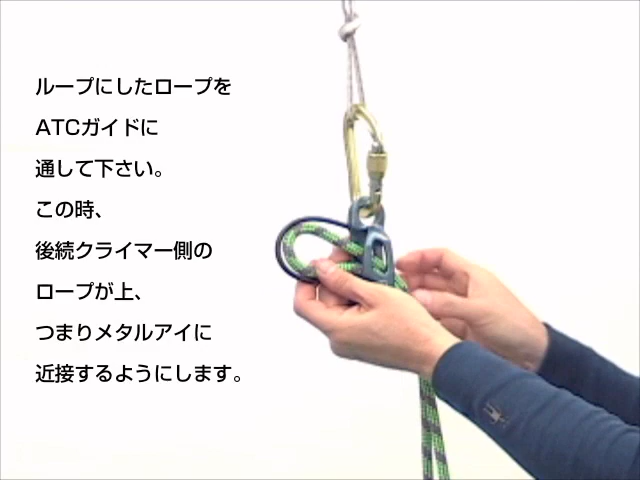 ループにしたロープを
ATCガイドに
通して下さい。
この時、
後続クライマー側の
ロープが上、
つまりメタルアイに
近接するようにします。